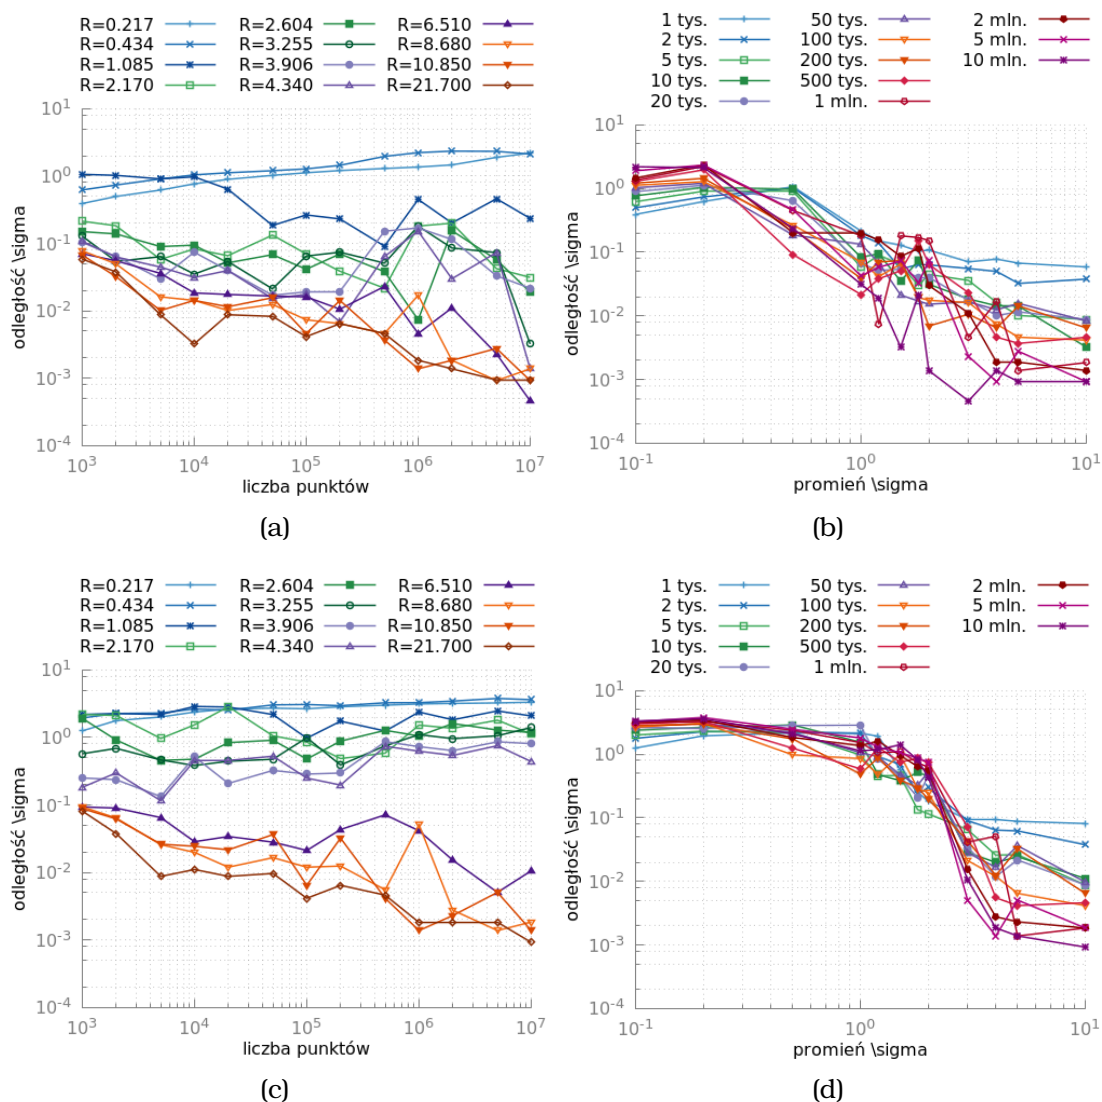 R=0.217 R=2.604 R=6.510
R=0.434 R=3.255 R=8.680
R=1.085 R=3.906 R=10.850
R=2.170 R=4.340 R=21.700
10^1
10^0
10^-1
10^-2
10^-3
10^-4
odległość \sigma
10^3 10^4 10^5 10^6 10^7
liczba punktów
(a)
1 tys. 50 tys. 2 mln.
2 tys. 100 tys. 5 mln.
5 tys. 200 tys. 10 mln.
10 tys. 500 tys.
20 tys. 1 mln.
10^1
10^0
10^-1
10^-2
10^-3
10^-4
odległość \sigma
10^-1 10^0 10^1
promień \sigma
(b)
R=0.217 R=2.604 R=6.510
R=0.434 R=3.255 R=8.680
R=1.085 R=3.906 R=10.850
R=2.170 R=4.340 R=21.700
10^1
10^0
10^-1
10^-2
10^-3
10^-4
odległość \sigma
10^3 10^4 10^5 10^6 10^7
liczba punktów
(c)
1 tys. 50 tys. 2 mln.
2 tys. 100 tys. 5 mln.
5 tys. 200 tys. 10 mln.
10 tys. 500 tys.
20 tys. 1 mln.
10^1
10^0
10^-1
10^-2
10^-3
10^-4
odległość \sigma
10^-1 10^0 10^1
promień \sigma
(d)